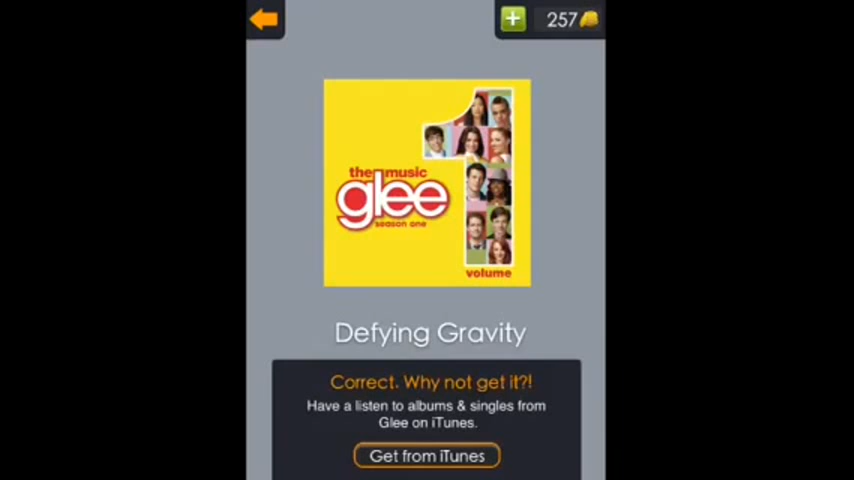 257
the music
glee
season one
1
volume
Defying Gravity
Correct. Why not get it?!
Have a listen to albums & singles from
Glee on iTunes.
Get from iTunes